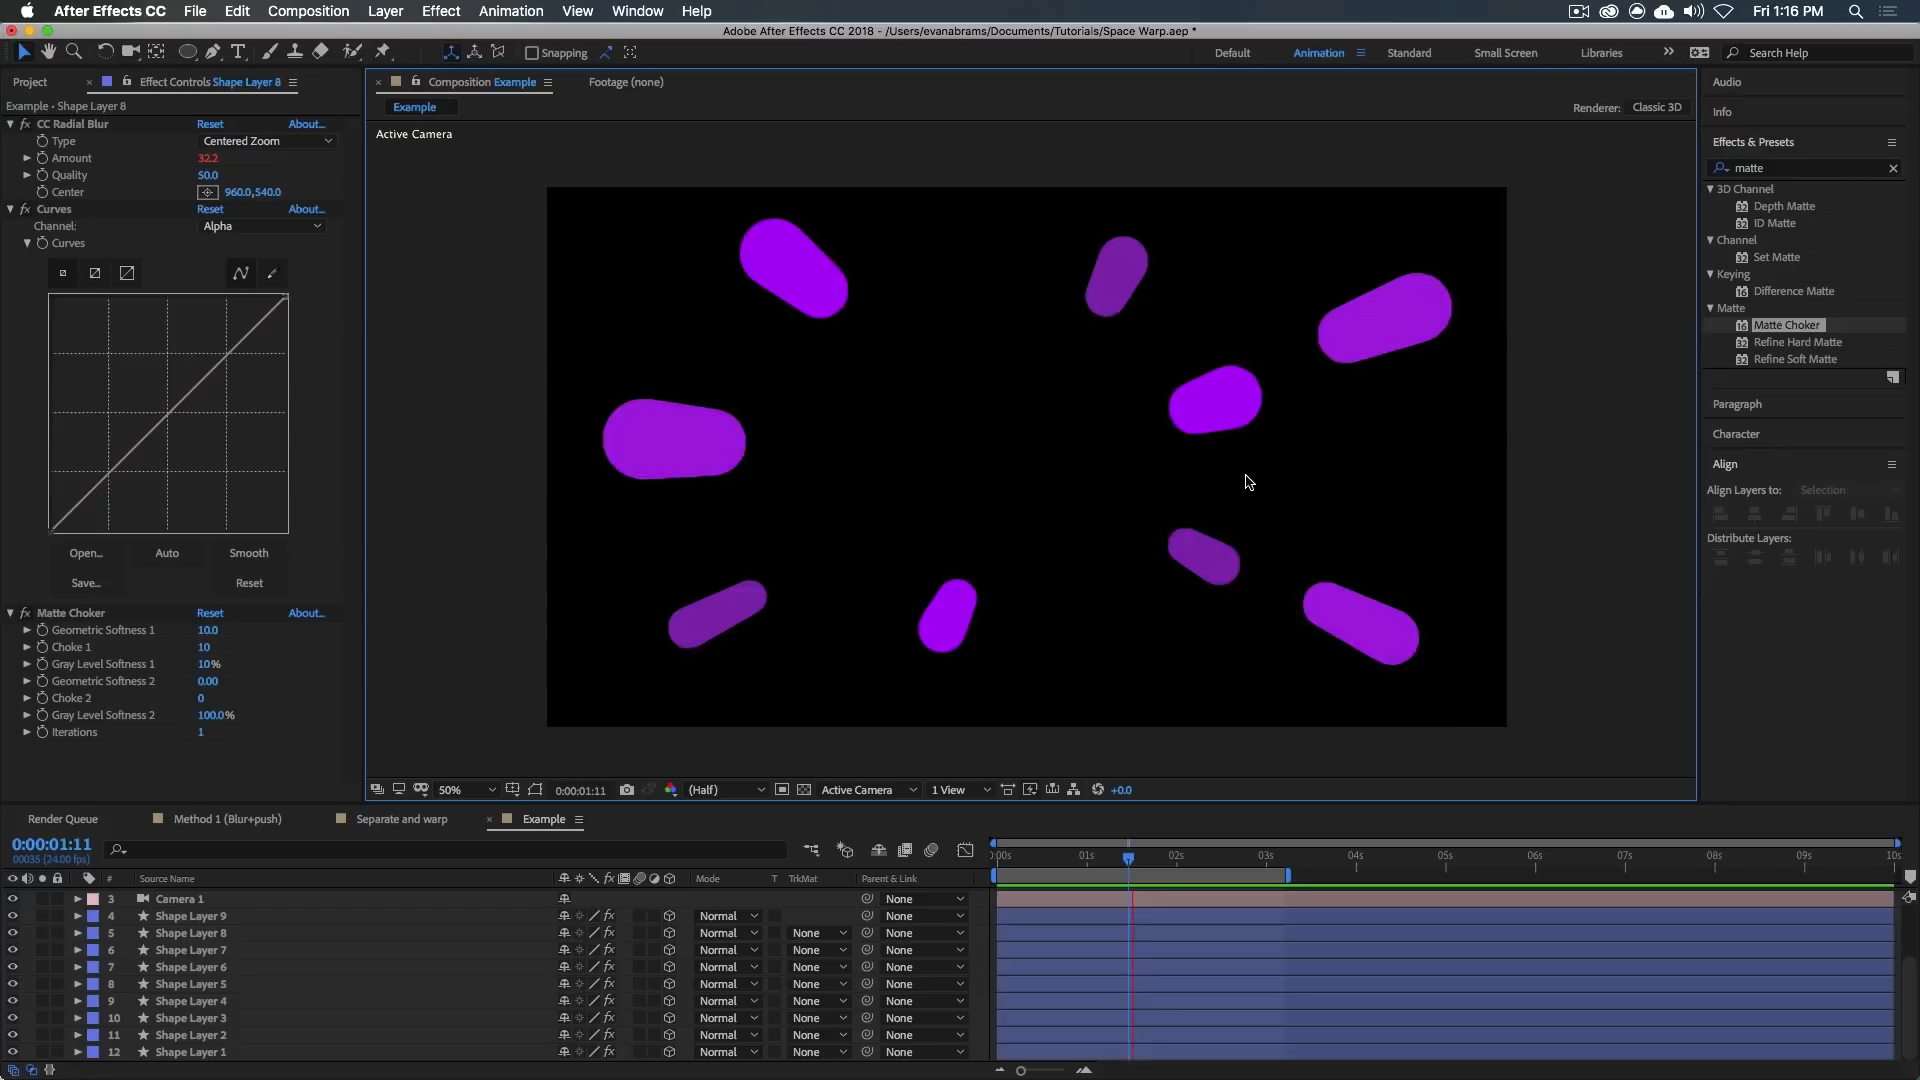 After Effects CC File Edit Composition Layer Effect Animation View Window Help Fri 1:16 PM
Adobe After Effects CC 2018 - /Users/evanabrams/Documents/Tutorials/Space Warp.aep *
Snapping Default Animation Standard Small Screen Libraries Search Help
Project Effect Controls Shape Layer 8 Composition Example Footage (none) Audio
Example • Shape Layer 8 Example Renderer: Classic 3D Info
CC Radial Blur Reset About...
Active Camera
Type Centered Zoom
Amount 32.2
Quality 50.0
Center 960.0,540.0
Curves Reset About...
Channel: Alpha
Curves
Open... Auto Smooth
Save... Reset
Matte Choker Reset About...
Geometric Softness 1 10.0
Choke 1 10
Gray Level Softness 1 10%
Geometric Softness 2 0.00
Choke 2 0
Gray Level Softness 2 100.0%
Iterations 1
Effects & Presets
matte
3D Channel
32 Depth Matte
32 ID Matte
Channel
32 Set Matte
Keying
16 Difference Matte
Matte
16 Matte Choker
32 Refine Hard Matte
32 Refine Soft Matte
Paragraph
Character
Align
Align Layers to: Selection
Distribute Layers:
50% 0:00:01:11 (Half) Active Camera 1 View +0.0
Render Queue Method 1 (Blur+push) Separate and warp Example
0:00:01:11
00035 (24.00 fps)
0:00s 01s 02s 03s 04s 05s 06s 07s 08s 09s 10s
# Source Name Mode T TrkMat Parent & Link
3 Camera 1 None
4 Shape Layer 9 Normal None
5 Shape Layer 8 Normal None None
6 Shape Layer 7 Normal None None
7 Shape Layer 6 Normal None None
8 Shape Layer 5 Normal None None
9 Shape Layer 4 Normal None None
10 Shape Layer 3 Normal None None
11 Shape Layer 2 Normal None None
12 Shape Layer 1 Normal None None